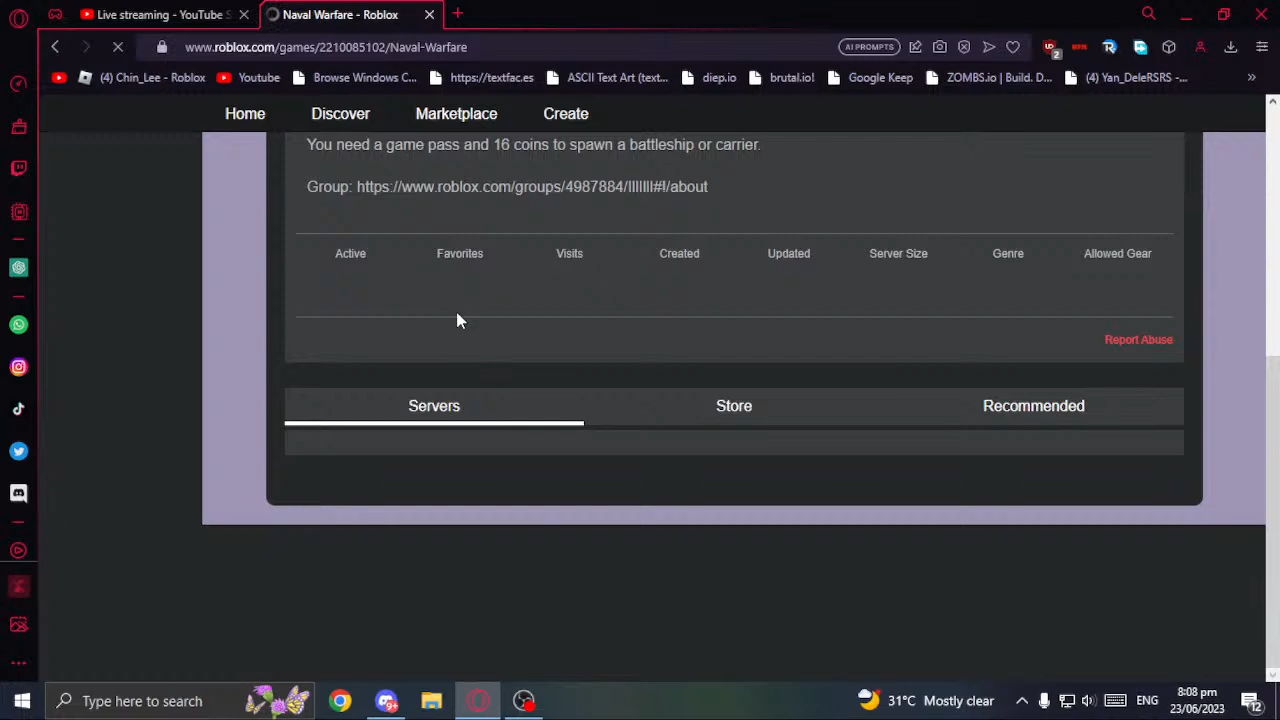 Live streaming - YouTube S
Naval Warfare - Roblox
www.roblox.com/games/2210085102/Naval-Warfare
AI PROMPTS
2
(4) Chin_Lee - Roblox
Youtube
Browse Windows C...
https://textfac.es
ASCII Text Art (text...
diep.io
brutal.io!
Google Keep
ZOMBS.io | Build. D...
(4) Yan_DeleRSRS -...
»
Home
Discover
Marketplace
Create
You need a game pass and 16 coins to spawn a battleship or carrier.
Group: https://www.roblox.com/groups/4987884/lllllll#!/about
Active
Favorites
Visits
Created
Updated
Server Size
Genre
Allowed Gear
Report Abuse
Servers
Store
Recommended
Type here to search
31°C Mostly clear
ENG
8:08 pm
23/06/2023
12